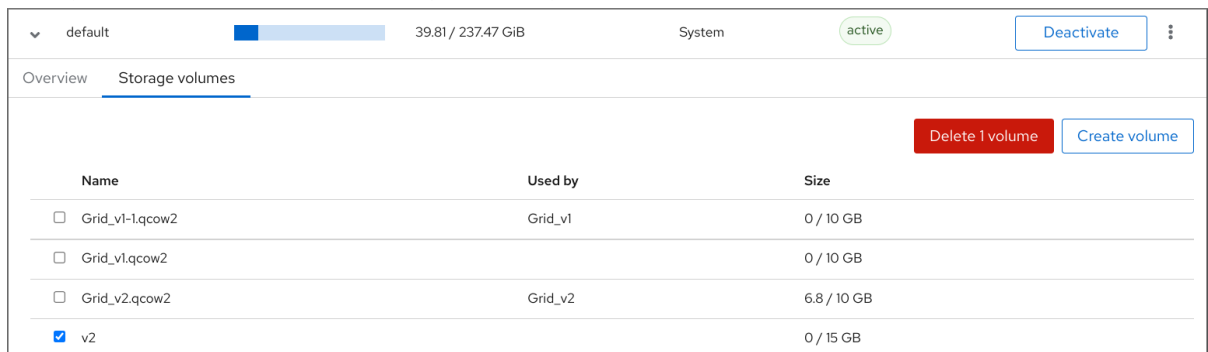 default 39.81 / 237.47 GiB System active Deactivate
Overview Storage volumes
Delete 1 volume Create volume
Name Used by Size
Grid_v1-1.qcow2 Grid_v1 0 / 10 GB
Grid_v1.qcow2 0 / 10 GB
Grid_v2.qcow2 Grid_v2 6.8 / 10 GB
v2 0 / 15 GB